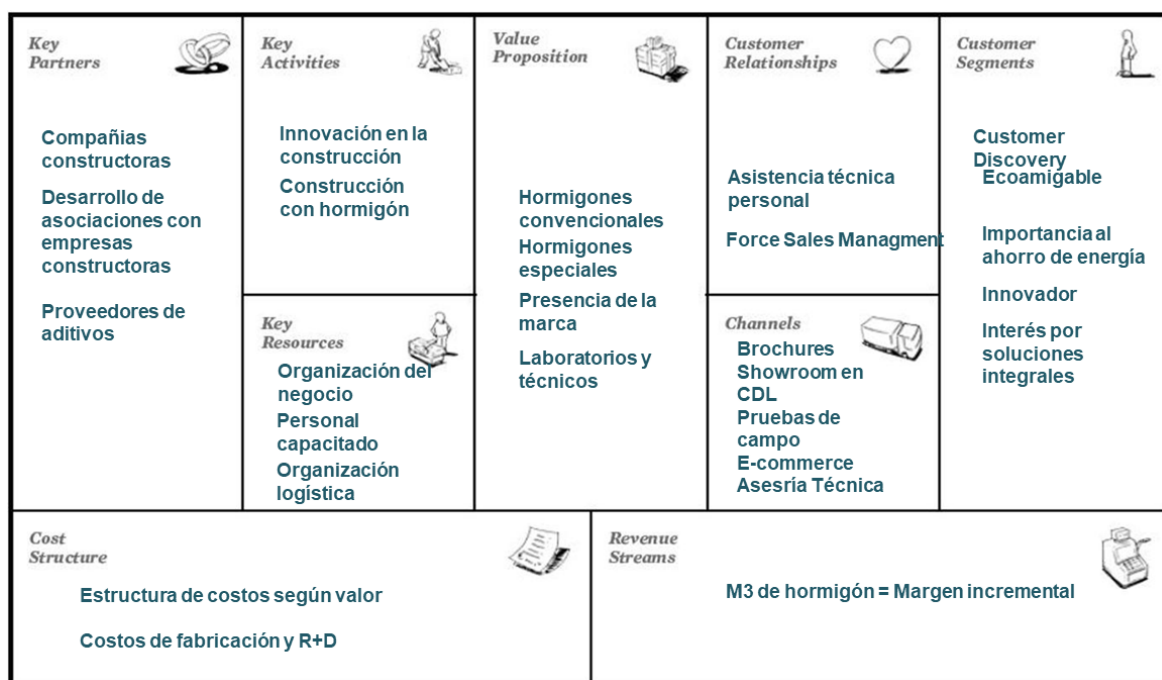 Key
Partners
Compañias
constructoras
Desarrollo de
asociaciones con
empresas
constructoras
Proveedores de
aditivos
Key
Activities
Innovación en la
construcción
Construcción
con hormigón
Key
Resources
Organización del
negocio
Personal
capacitado
Organización
logística
Value
Proposition
Hormigones
convencionales
Hormigones
especiales
Presencia de la
marca
Laboratorios y
técnicos
Customer
Relationships
Asistencia técnica
personal
Force Sales Managment
Channels
Brochures
Showroom en
CDL
Pruebas de
campo
E-commerce
Asesría Técnica
Customer
Segments
Customer
Discovery
Ecoamigable
Importancia al
ahorro de energía
Innovador
Interés por
soluciones
integrales
Cost
Structure
Estructura de costos según valor
Costos de fabricación y R+D
Revenue
Streams
M3 de hormigón = Margen incremental